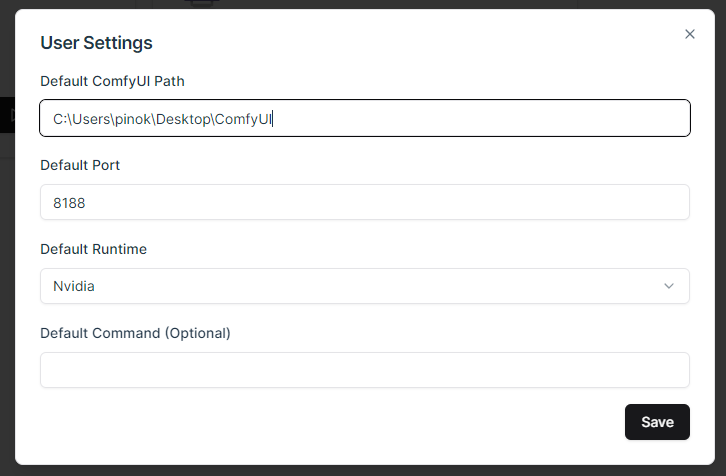 User Settings
Default ComfyUI Path
C:\Users\pinok\Desktop\ComfyUI
Default Port
8188
Default Runtime
Nvidia
Default Command (Optional)
Save